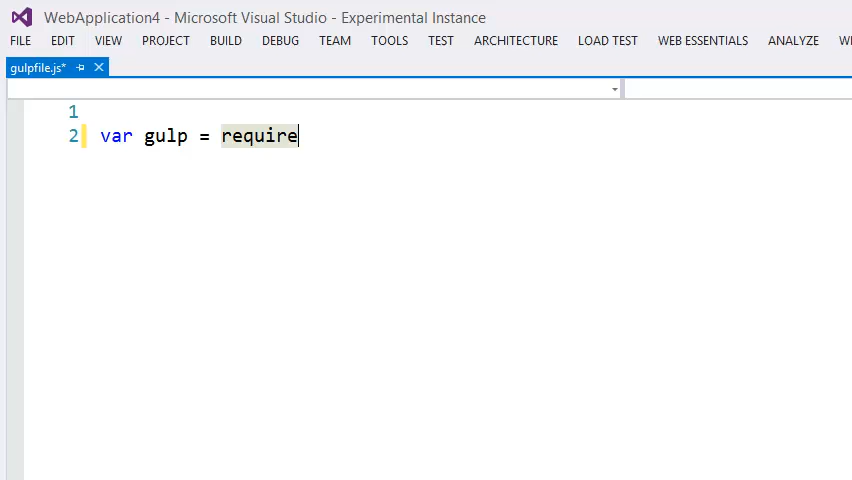 WebApplication4 - Microsoft Visual Studio - Experimental Instance
FILE EDIT VIEW PROJECT BUILD DEBUG TEAM TOOLS TEST ARCHITECTURE LOAD TEST WEB ESSENTIALS ANALYZE
gulpfile.js*
1
2 var gulp = require